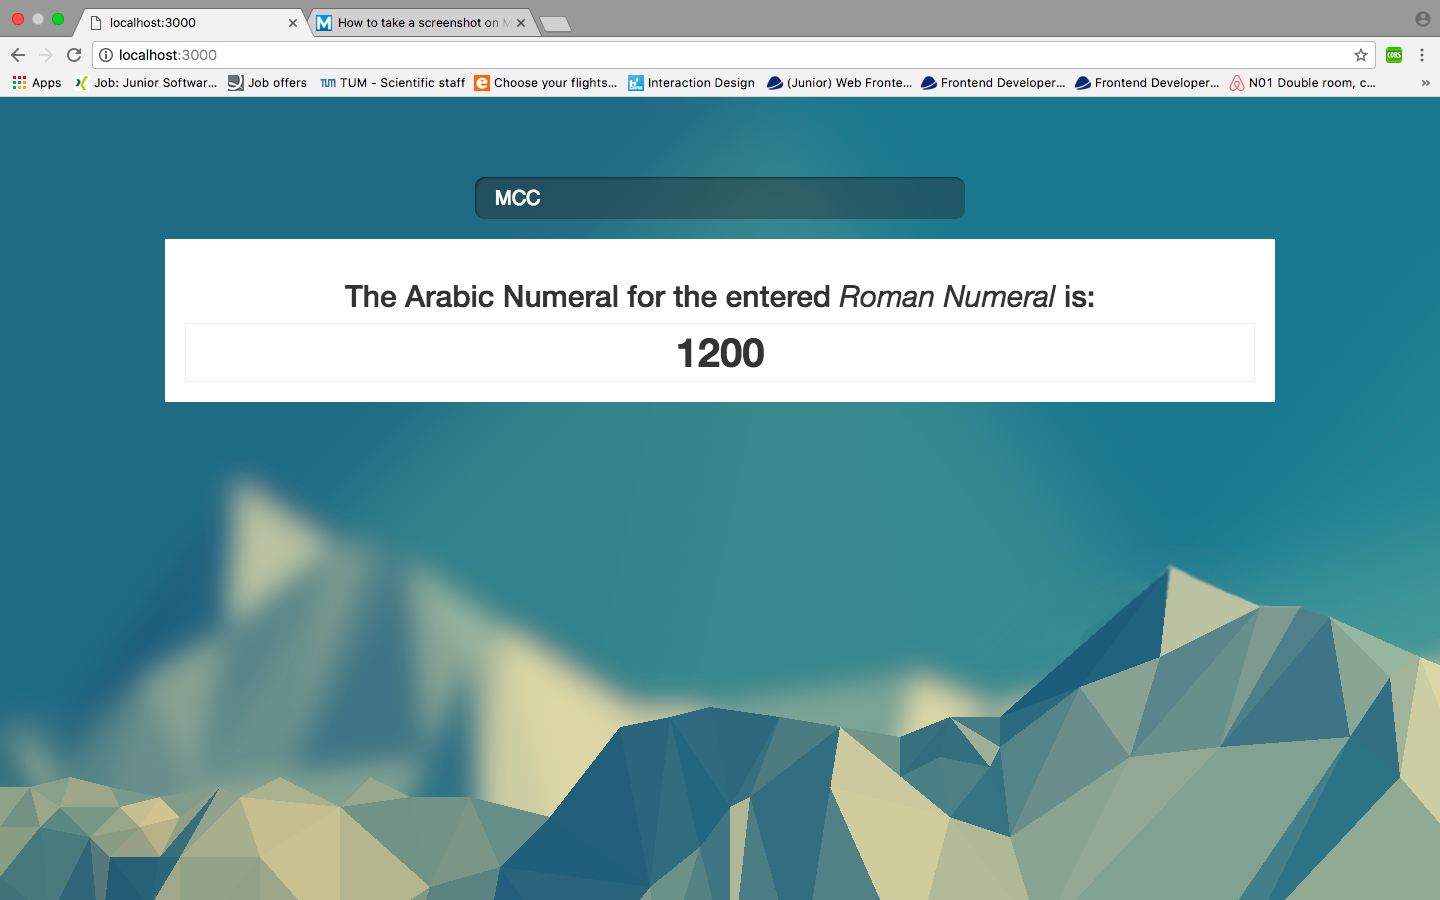 localhost:3000
How to take a screenshot on M
localhost:3000
CORS
Apps
Job: Junior Softwar...
Job offers
TUM TUM - Scientific staff
Choose your flights...
Interaction Design
(Junior) Web Fronte...
Frontend Developer...
Frontend Developer...
N01 Double room, c...
»
MCC
The Arabic Numeral for the entered Roman Numeral is:
1200